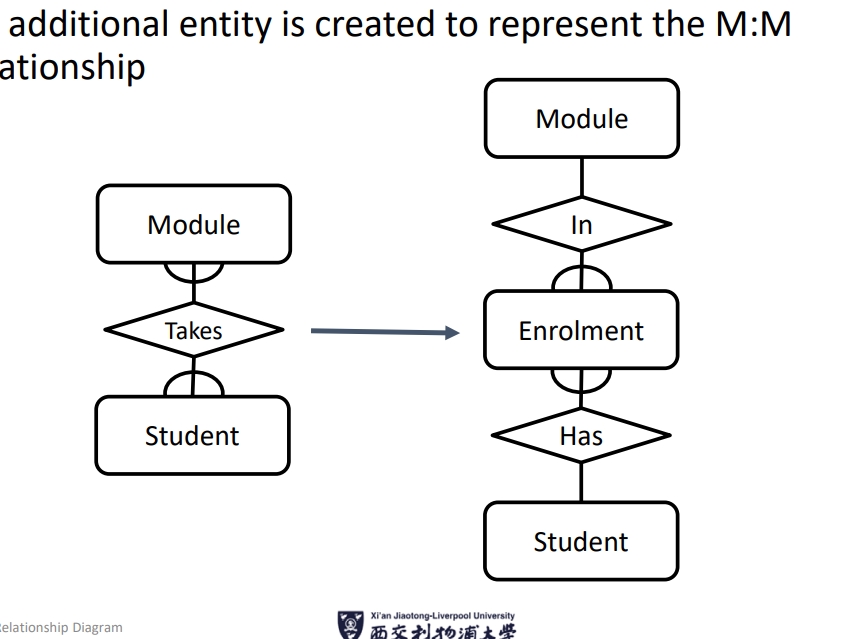 additional entity is created to represent the M:M
ationship
Module
Takes
Student
Module
In
Enrolment
Has
Student
elationship Diagram
Xi'an Jiaotong-Liverpool University
西交利物浦大学